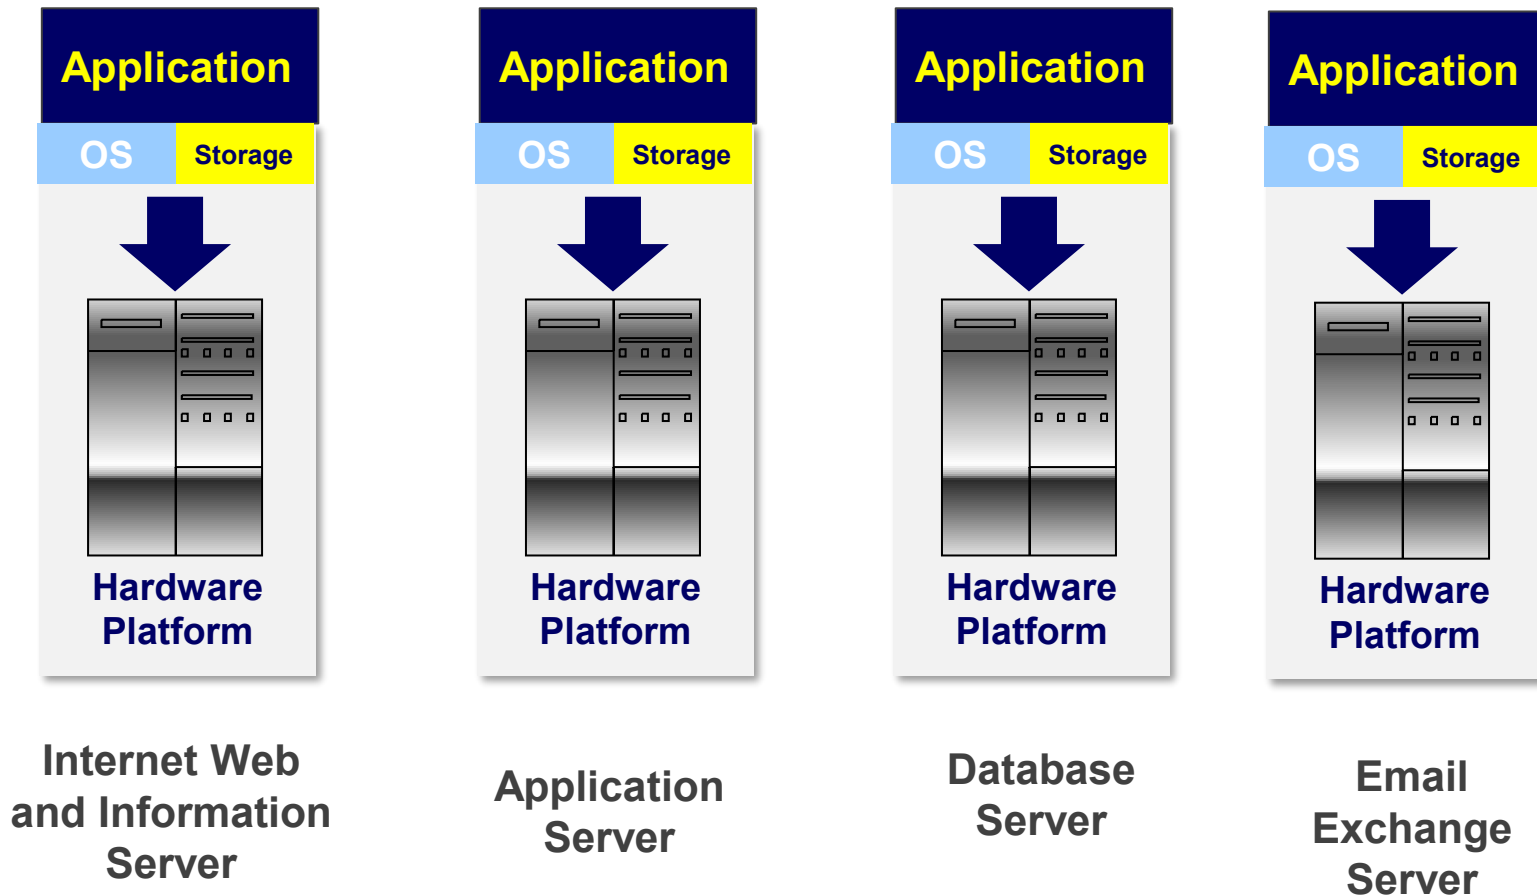 Application
OS Storage
Hardware
Platform
Internet Web
and Information
Server
Application
OS Storage
Hardware
Platform
Application
Server
Application
OS Storage
Hardware
Platform
Database
Server
Application
OS Storage
Hardware
Platform
Email
Exchange
Server